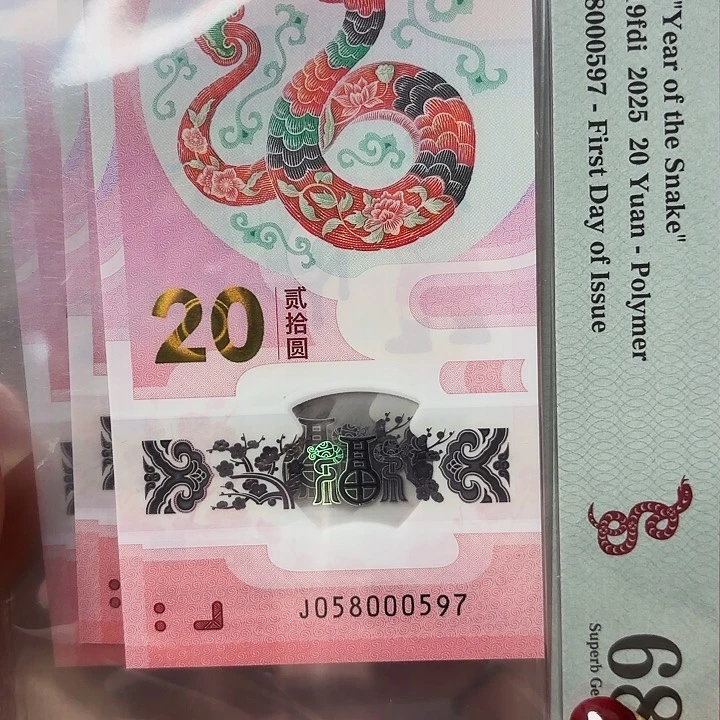 20
贰拾圆
福
J058000597
"Year of the Snake"
9fdi 2025 20 Yuan - Polymer
8000597 - First Day of Issue
68
Superb Ge